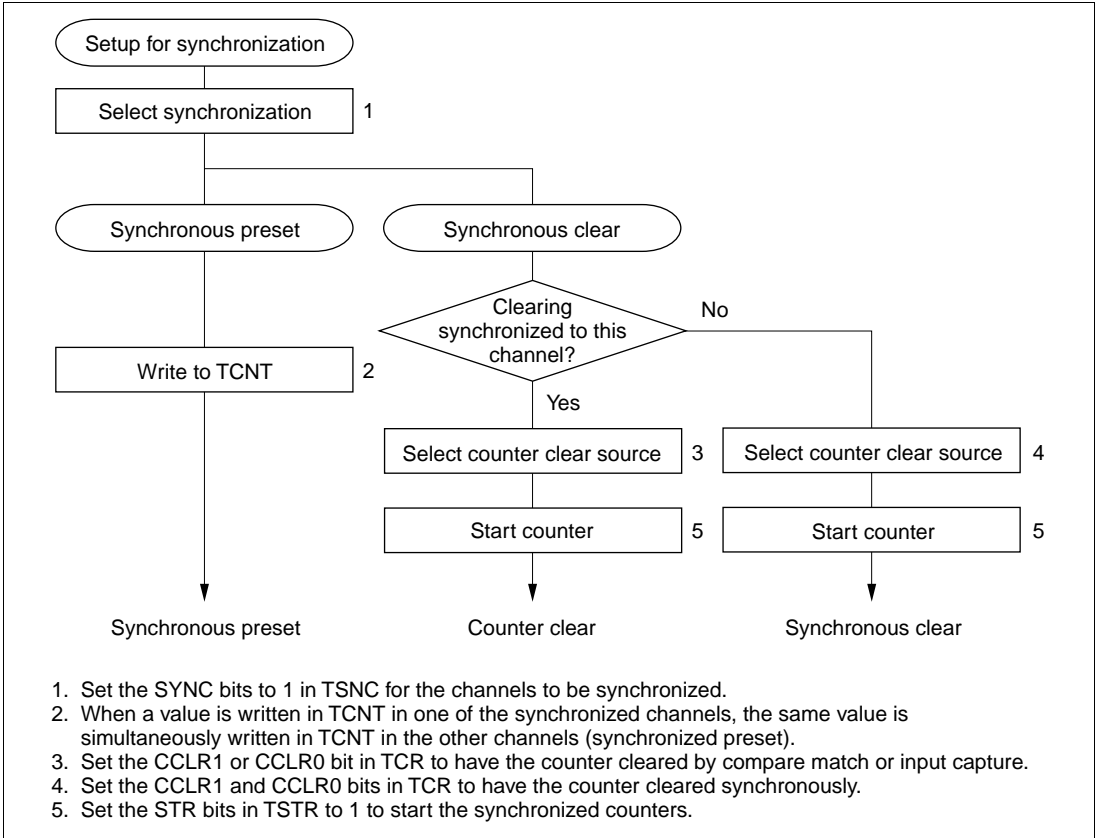 Setup for synchronization
Select synchronization 1
Synchronous preset
Synchronous clear
Clearing
synchronized to this
channel?
No
Write to TCNT 2
Yes
Select counter clear source 3
Select counter clear source 4
Start counter 5
Start counter 5
Synchronous preset
Counter clear
Synchronous clear
1. Set the SYNC bits to 1 in TSNC for the channels to be synchronized.
2. When a value is written in TCNT in one of the synchronized channels, the same value is
simultaneously written in TCNT in the other channels (synchronized preset).
3. Set the CCLR1 or CCLR0 bit in TCR to have the counter cleared by compare match or input capture.
4. Set the CCLR1 and CCLR0 bits in TCR to have the counter cleared synchronously.
5. Set the STR bits in TSTR to 1 to start the synchronized counters.